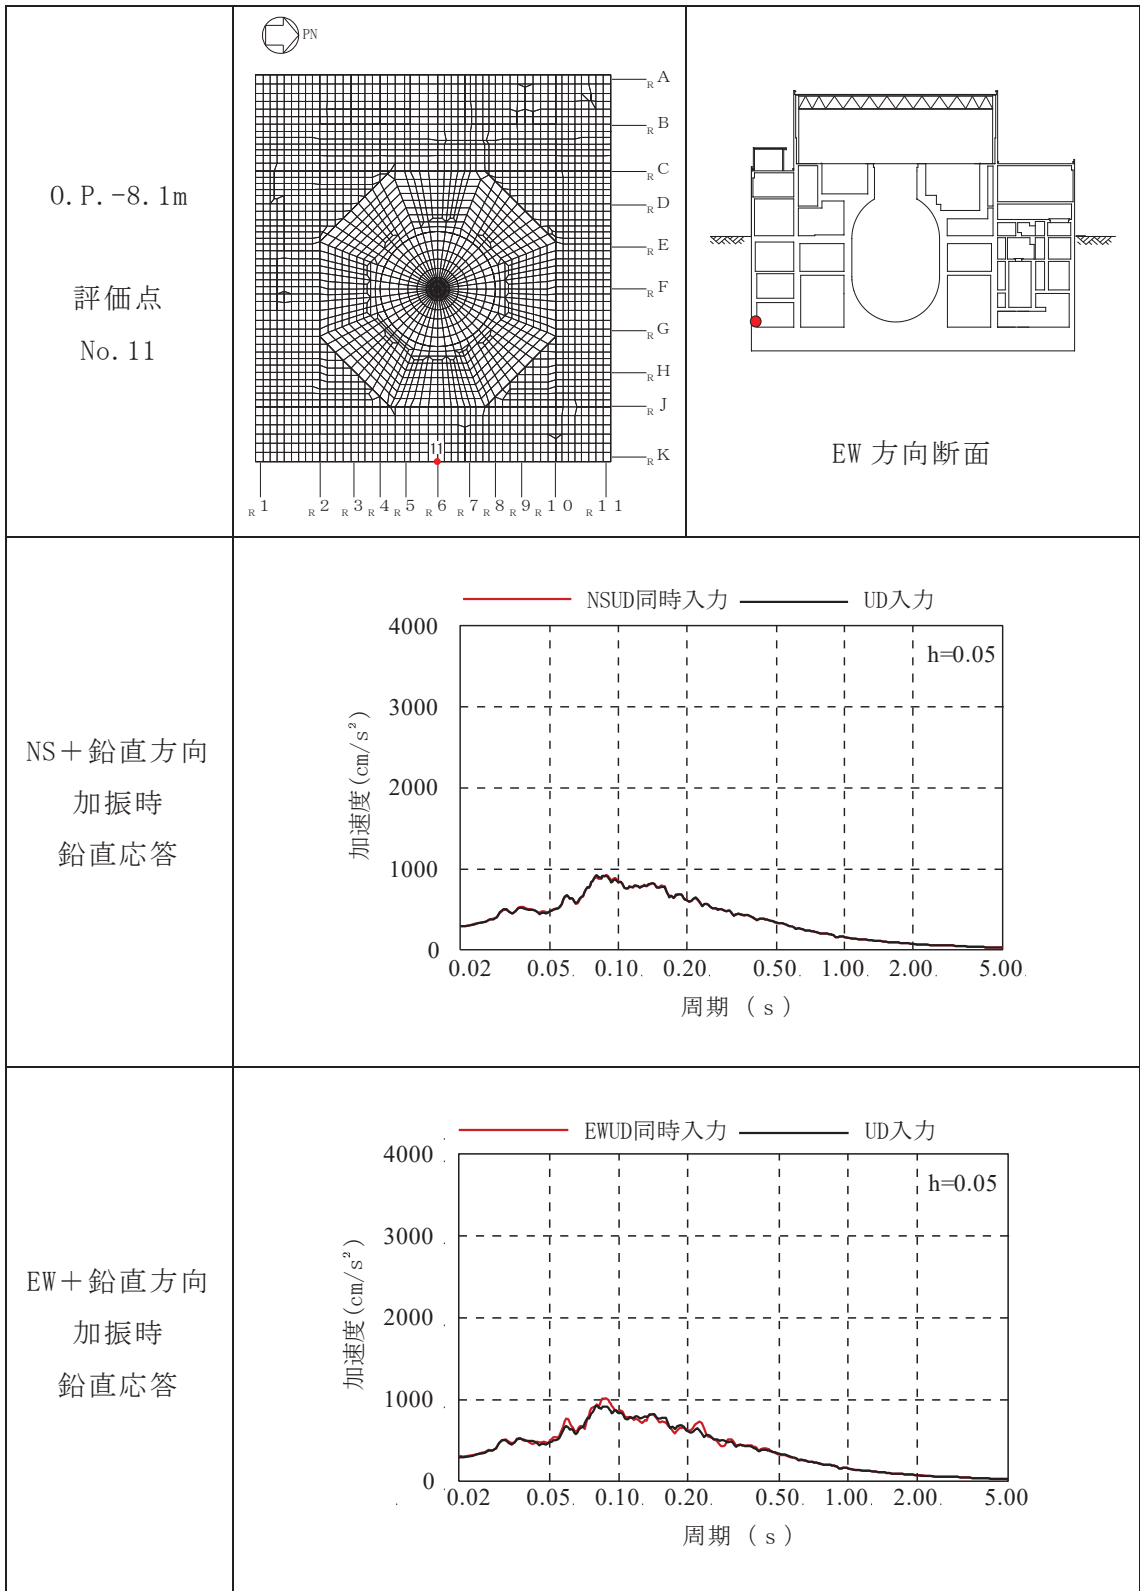 O.P.-8.1m
評価点
No.11
PN
RA
RB
RC
RD
RE
RF
RG
RH
RJ
RK
11
R1 R2 R3 R4 R5 R6 R7 R8 R9 R10 R11
EW 方向断面
NS＋鉛直方向
加振時
鉛直応答
NSUD同時入力 UD入力
h=0.05
4000
3000
2000
1000
0
加速度(cm/s²)
0.02 0.05 0.10 0.20 0.50 1.00 2.00 5.00
周期 (s)
EW＋鉛直方向
加振時
鉛直応答
EWUD同時入力 UD入力
h=0.05
4000
3000
2000
1000
0
加速度(cm/s²)
0.02 0.05 0.10 0.20 0.50 1.00 2.00 5.00
周期 (s)